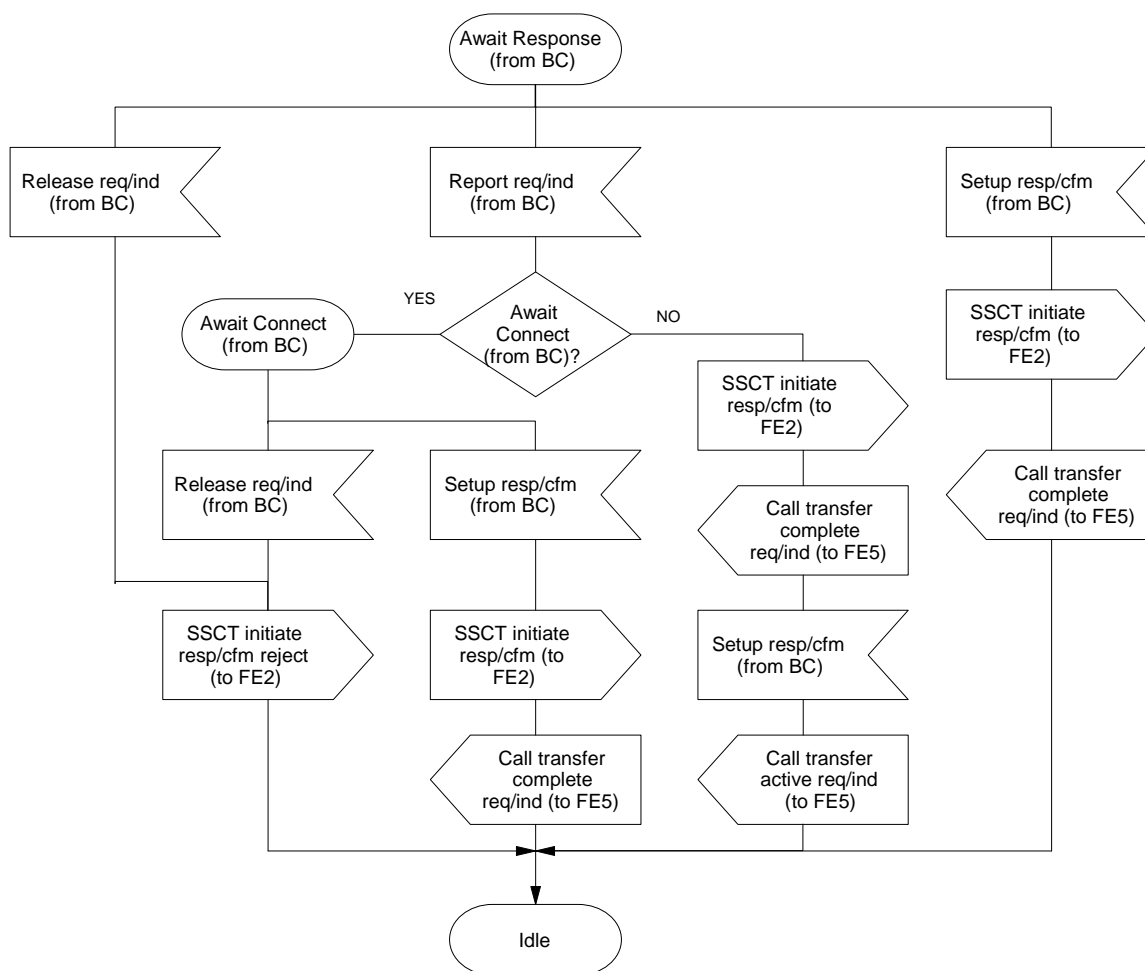 Await Response
(from BC)
Release req/ind
(from BC)
Report req/ind
(from BC)
Setup resp/cfm
(from BC)
YES
Await
Connect
(from BC)?
NO
Await Connect
(from BC)
SSCT initiate
resp/cfm (to
FE2)
SSCT initiate
resp/cfm (to
FE2)
Release req/ind
(from BC)
Setup resp/cfm
(from BC)
Call transfer
complete
req/ind (to FE5)
Call transfer
complete
req/ind (to FE5)
SSCT initiate
resp/cfm reject
(to FE2)
SSCT initiate
resp/cfm (to
FE2)
Setup resp/cfm
(from BC)
Call transfer
complete
req/ind (to FE5)
Call transfer
active req/ind
(to FE5)
Idle